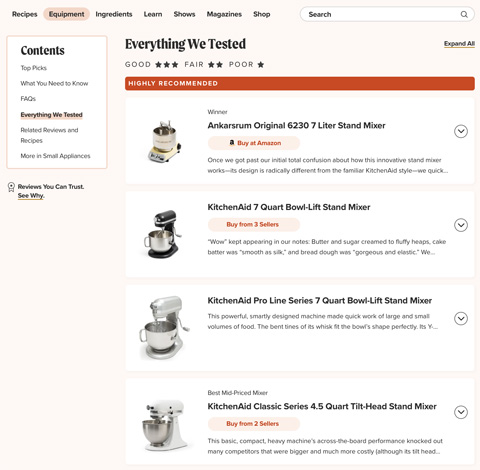 Recipes Equipment Ingredients Learn Shows Magazines Shop Search
Contents
Top Picks
What You Need to Know
FAQs
Everything We Tested
Related Reviews and
Recipes
More in Small Appliances
Reviews You Can Trust.
See Why.
Everything We Tested
Expand All
GOOD ★★★ FAIR ★★ POOR ★
HIGHLY RECOMMENDED
Winner
Ankarsrum Original 6230 7 Liter Stand Mixer
Buy at Amazon
Once we got past our initial total confusion about how this innovative stand mixer
works—its design is radically different from the familiar KitchenAid style—we quick...
KitchenAid 7 Quart Bowl-Lift Stand Mixer
Buy from 3 Sellers
“Wow” kept appearing in our notes: Butter and sugar creamed to fluffy heaps, cake
batter was “smooth as silk,” and bread dough was “gorgeous and elastic.” We...
KitchenAid Pro Line Series 7 Quart Bowl-Lift Stand Mixer
This powerful, smartly designed machine made quick work of large and small
volumes of food. The bent tines of its whisk fit the bowl’s shape perfectly. Its Y-...
Best Mid-Priced Mixer
KitchenAid Classic Series 4.5 Quart Tilt-Head Stand Mixer
Buy from 2 Sellers
This basic, compact, heavy machine’s across-the-board performance knocked out
many competitors that were bigger and much more costly (although its tilt head...